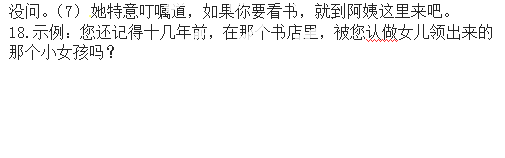 没问。（7）她特意叮嘱道，如果你要看书，就到阿姨这里来吧。
18.示例：您还记得十几年前，在那个书店里，被您认做女儿领出来的
那个小女孩吗？